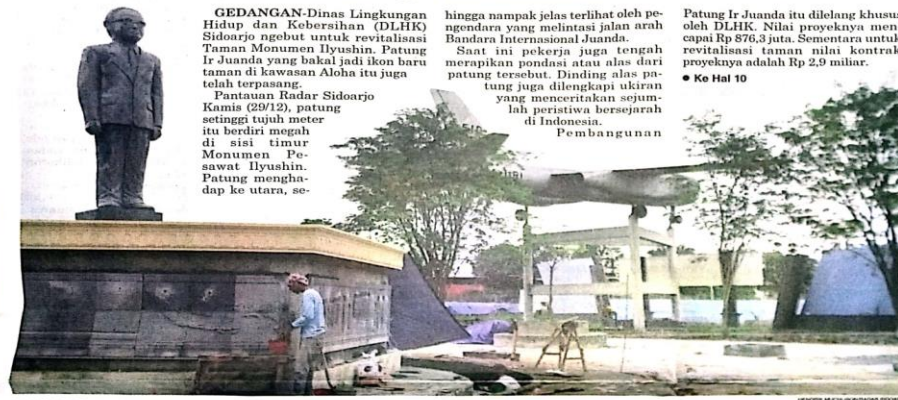 GEDANGAN-Dinas Lingkungan
Hidup dan Kebersihan (DLHK)
Sidoarjo ngebut untuk revitalisasi
Taman Monumen Ilyushin. Patung
Ir Juanda yang bakal jadi ikon baru
taman di kawasan Aloha itu juga
telah terpasang.
Pantauan Radar Sidoarjo
Kamis (29/12), patung
setinggi tujuh meter
itu berdiri megah
di sisi timur
Monumen Pe-
sawat Ilyushin.
Patung mengha-
dap ke utara, se-
hingga nampak jelas terlihat oleh pe-
ngendara yang melintasi jalan arah
Bandara Internasional Juanda.
Saat ini pekerja juga tengah
merapikan pondasi atau alas dari
patung tersebut. Dinding alas pa-
tung juga dilengkapi ukiran
yang menceritakan sejum-
lah peristiwa bersejarah
di Indonesia.
Pembangunan
Patung Ir Juanda itu dilelang khusus
oleh DLHK. Nilai proyeknya men-
capai Rp 876,3 juta. Sementara untuk
revitalisasi taman nilai kontrak
proyeknya adalah Rp 2,9 miliar.
● Ke Hal 10